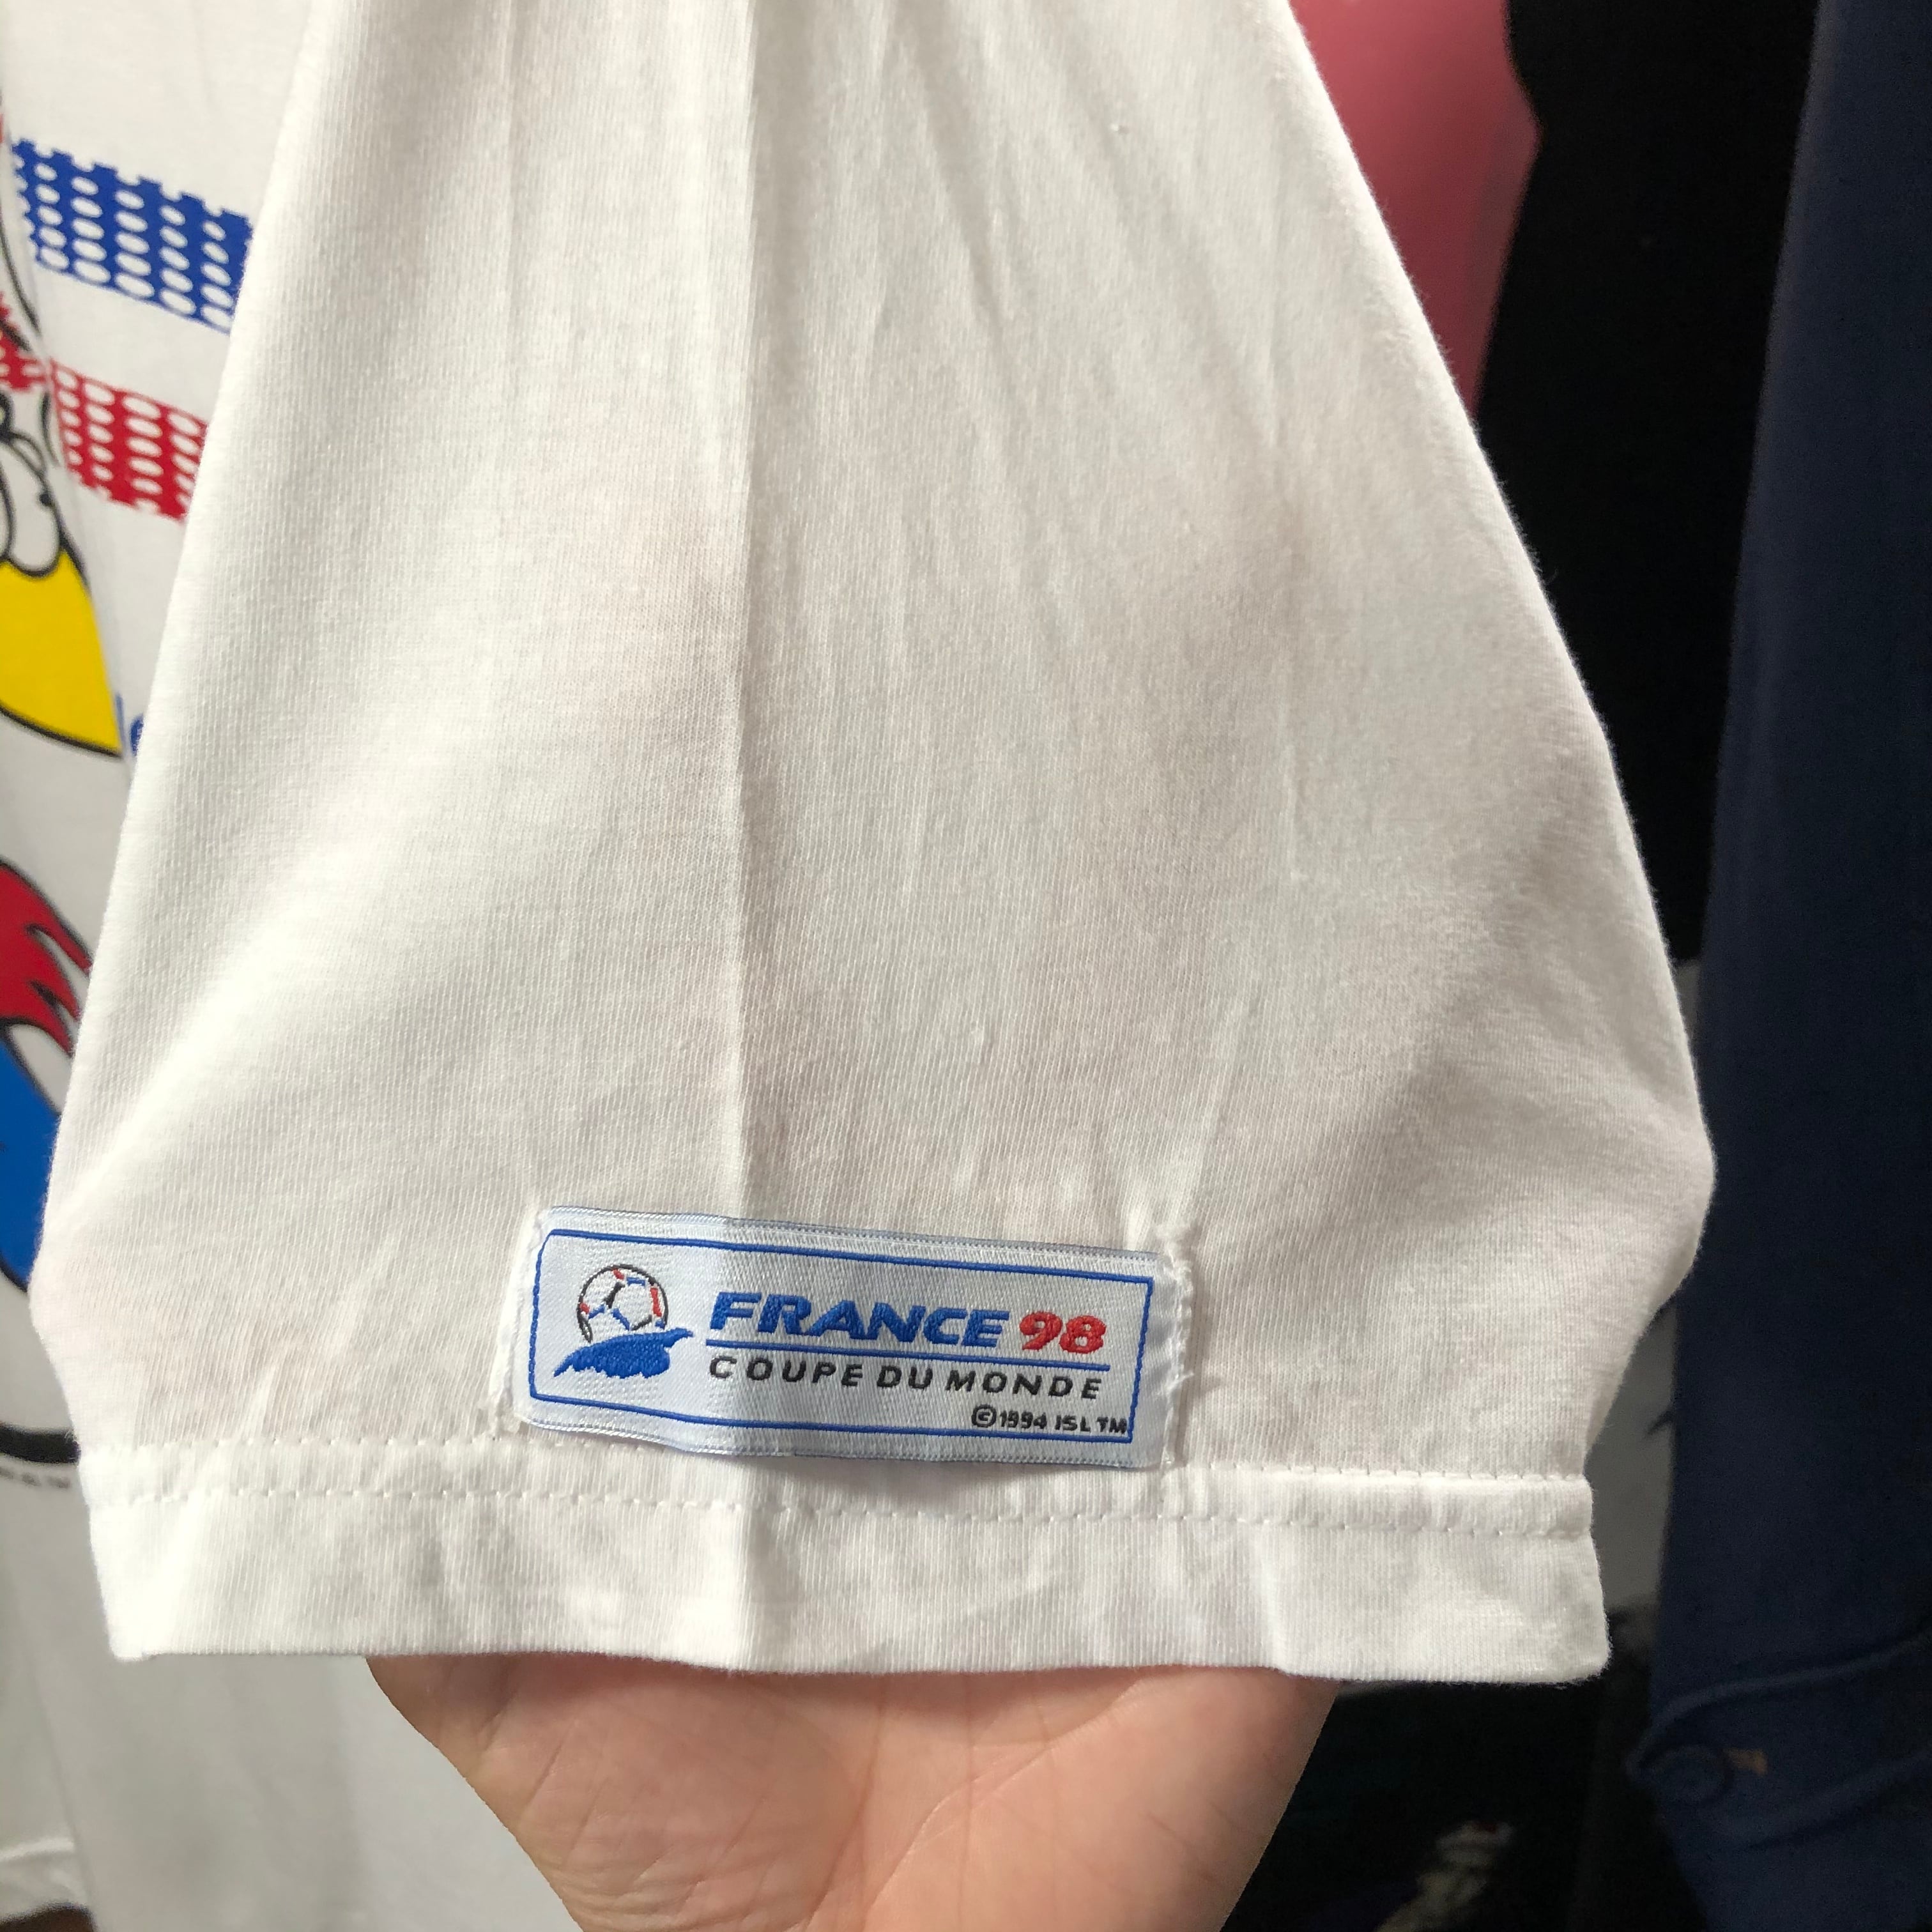 FRANCE 98
COUPE DU MONDE
©1994 ISL TM